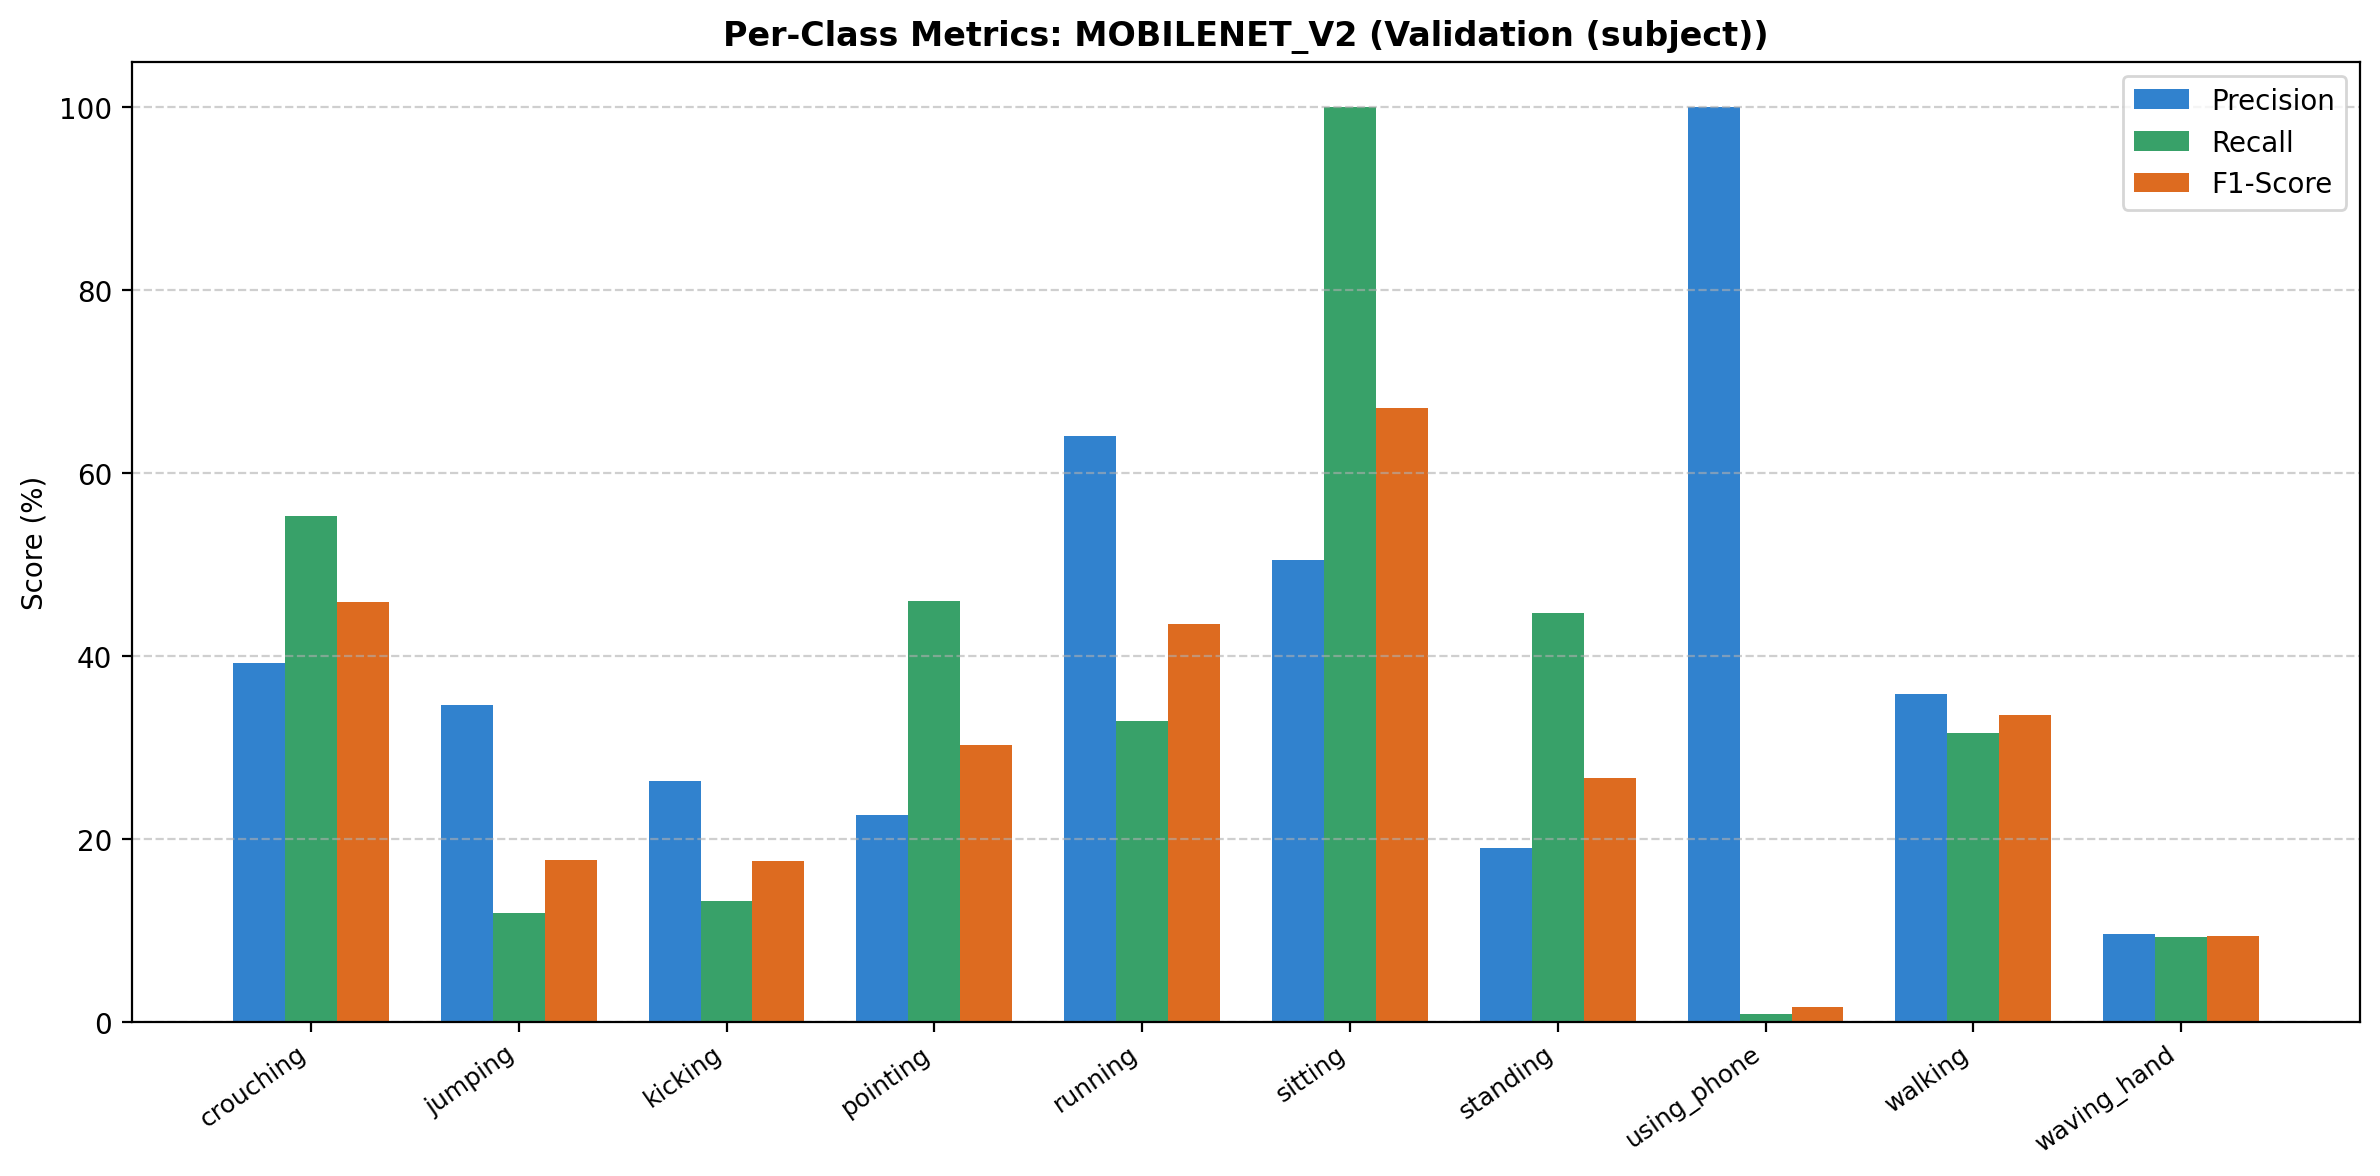 Per-Class Metrics: MOBILENET_V2 (Validation (subject))
Precision
Recall
F1-Score
Score (%)
100
80
60
40
20
0
crouching
jumping
kicking
pointing
running
sitting
standing
using_phone
walking
waving_hand